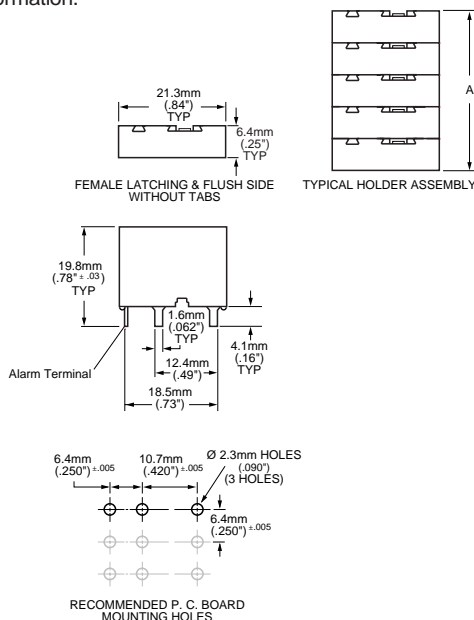 ormation.
21.3mm
(.84")
TYP
6.4mm
(.25")
TYP
FEMALE LATCHING & FLUSH SIDE
WITHOUT TABS
A
TYPICAL HOLDER ASSEMBLY
19.8mm
(.78" ± .03)
TYP
1.6mm
(.062")
TYP
4.1mm
(.16")
TYP
12.4mm
(.49")
Alarm Terminal
18.5mm
(.73")
6.4mm
(.250") ±.005
10.7mm
(.420") ±.005
Ø 2.3mm HOLES
(.090")
(3 HOLES)
6.4mm
(.250") ±.005
RECOMMENDED P. C. BOARD
MOUNTING HOLES